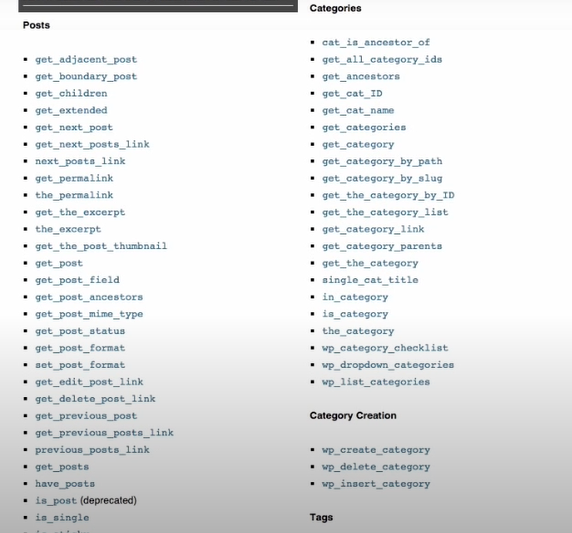 Posts
get_adjacent_post
get_boundary_post
get_children
get_extended
get_next_post
get_next_posts_link
next_posts_link
get_permalink
the_permalink
get_the_excerpt
the_excerpt
get_the_post_thumbnail
get_post
get_post_field
get_post_ancestors
get_post_mime_type
get_post_status
get_post_format
set_post_format
get_edit_post_link
get_delete_post_link
get_previous_post
get_previous_posts_link
previous_posts_link
get_posts
have_posts
is_post (deprecated)
is_single
Categories
cat_is_ancestor_of
get_all_category_ids
get_ancestors
get_cat_ID
get_cat_name
get_categories
get_category
get_category_by_path
get_category_by_slug
get_the_category_by_ID
get_the_category_list
get_category_link
get_category_parents
get_the_category
single_cat_title
in_category
is_category
the_category
wp_category_checklist
wp_dropdown_categories
wp_list_categories
Category Creation
wp_create_category
wp_delete_category
wp_insert_category
Tags